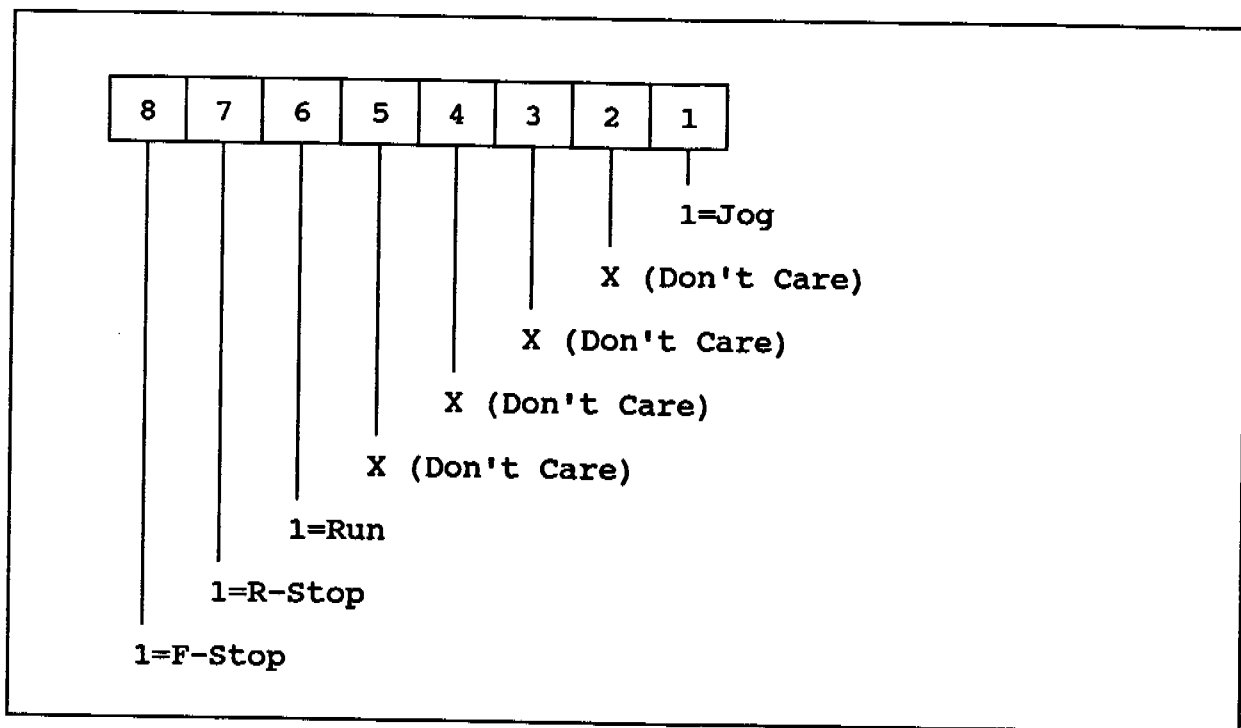 8 7 6 5 4 3 2 1
1=Jog
X (Don't Care)
X (Don't Care)
X (Don't Care)
X (Don't Care)
1=Run
1=R-Stop
1=F-Stop